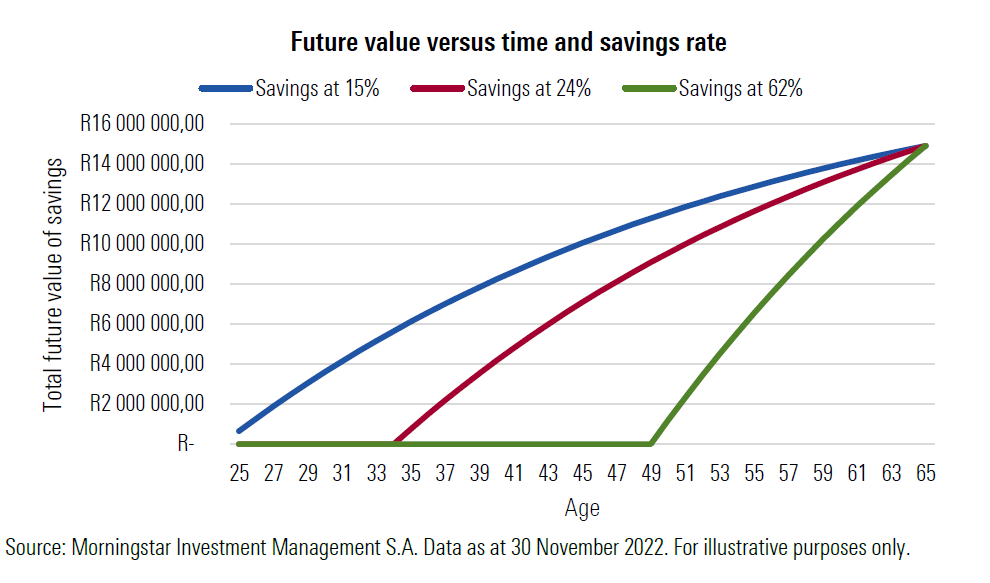 Future value versus time and savings rate
Savings at 15% Savings at 24% Savings at 62%
Total future value of savings
R16 000 000,00
R14 000 000,00
R12 000 000,00
R10 000 000,00
R8 000 000,00
R6 000 000,00
R4 000 000,00
R2 000 000,00
R-
25 27 29 31 33 35 37 39 41 43 45 47 49 51 53 55 57 59 61 63 65
Age
Source: Morningstar Investment Management S.A. Data as at 30 November 2022. For illustrative purposes only.